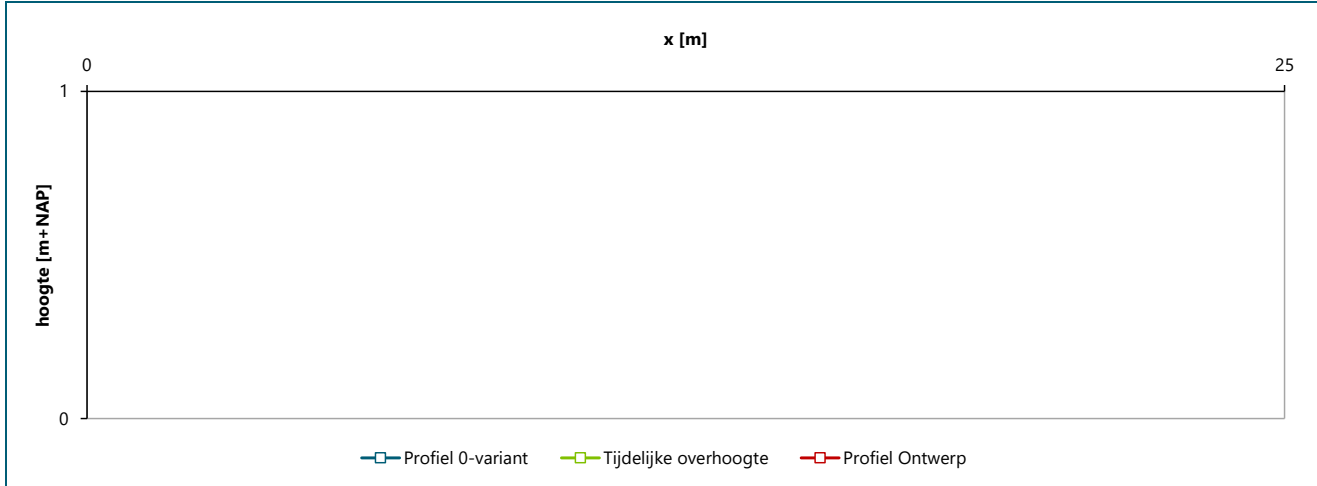 x [m]
0 25
1
hoogte [m+NAP]
0
Profiel 0-variant Tijdelijke overhoogte Profiel Ontwerp